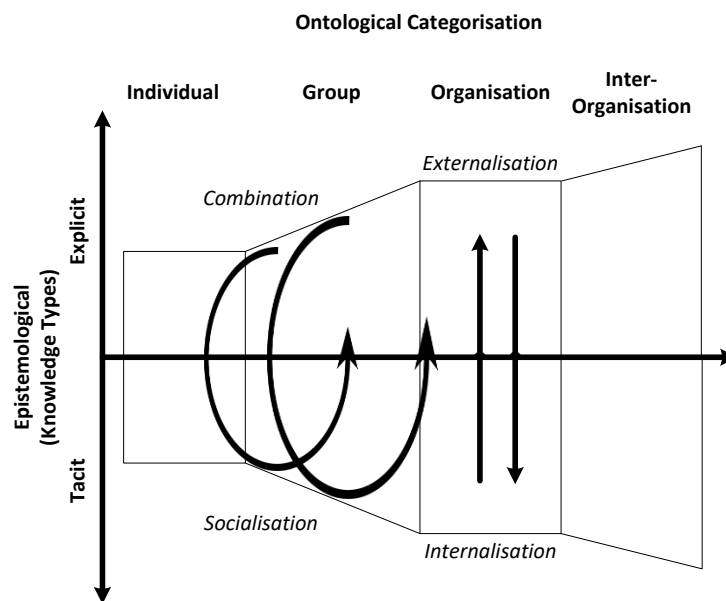 Ontological Categorisation
Individual
Group
Organisation
Inter-
Organisation
Externalisation
Combination
Explicit
Epistemological
(Knowledge Types)
Tacit
Socialisation
Internalisation